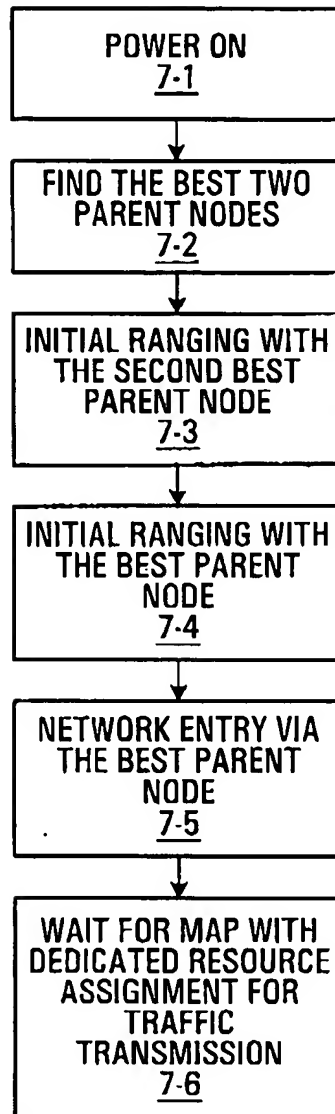 POWER ON
7-1
FIND THE BEST TWO
PARENT NODES
7-2
INITIAL RANGING WITH
THE SECOND BEST
PARENT NODE
7-3
INITIAL RANGING WITH
THE BEST PARENT
NODE
7-4
NETWORK ENTRY VIA
THE BEST PARENT
NODE
7-5
WAIT FOR MAP WITH
DEDICATED RESOURCE
ASSIGNMENT FOR
TRAFFIC
TRANSMISSION
7-6